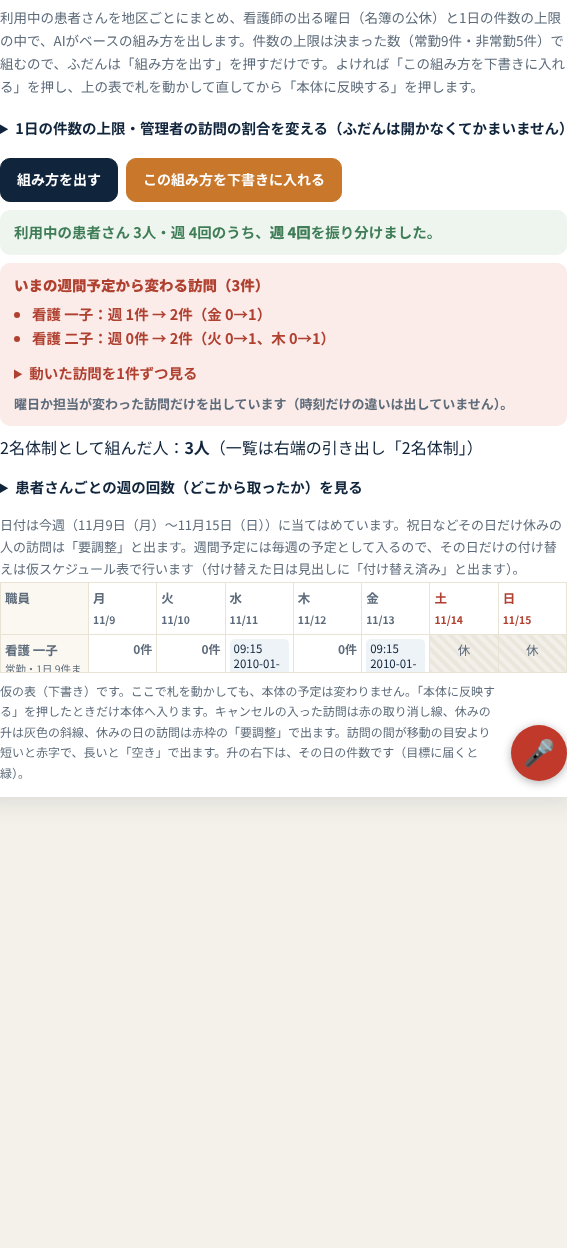 利用中の患者さんを地区ごとにまとめ、看護師の出る曜日（名簿の公休）と1日の件数の上限
の中で、AIがベースの組み方を出します。件数の上限は決まった数（常勤9件・非常勤5件）で
組むので、ふだんは「組み方を出す」を押すだけです。よければ「この組み方を下書きに入れ
る」を押し、上の表で札を動かして直してから「本体に反映する」を押します。
▶ 1日の件数の上限・管理者の訪問の割合を変える（ふだんは開かなくてかまいません）
組み方を出す
この組み方を下書きに入れる
利用中の患者さん 3人・週 4回のうち、週 4回を振り分けました。
いまの週間予定から変わる訪問（3件）
• 看護 一子：週 1件 → 2件（金 0→1）
• 看護 二子：週 0件 → 2件（火 0→1、木 0→1）
▶ 動いた訪問を1件ずつ見る
曜日か担当が変わった訪問だけを出しています（時刻だけの違いは出していません）。
2名体制として組んだ人：3人（一覧は右端の引き出し「2名体制」）
▶ 患者さんごとの週の回数（どこから取ったか）を見る
日付は今週（11月9日（月）〜11月15日（日））に当てはめています。祝日などその日だけ休みの
人の訪問は「要調整」と出ます。週間予定には毎週の予定として入るので、その日だけの付け替
えは仮スケジュール表で行います（付け替えた日は見出しに「付け替え済み」と出ます）。
職員 月 火 水 木 金 土 日
11/9 11/10 11/11 11/12 11/13 11/14 11/15
看護 一子 0件 0件 09:15 0件 09:15 休 休
常勤・1日 9件ま 2010-01- 2010-01-
仮の表（下書き）です。ここで札を動かしても、本体の予定は変わりません。「本体に反映す
る」を押したときだけ本体へ入ります。キャンセルの入った訪問は赤の取り消し線、休みの
升は灰色の斜線、休みの日の訪問は赤枠の「要調整」で出ます。訪問の間が移動の目安より
短いと赤字、長いと「空き」で出ます。升の右下は、その日の件数です（目標に届くと
緑）。